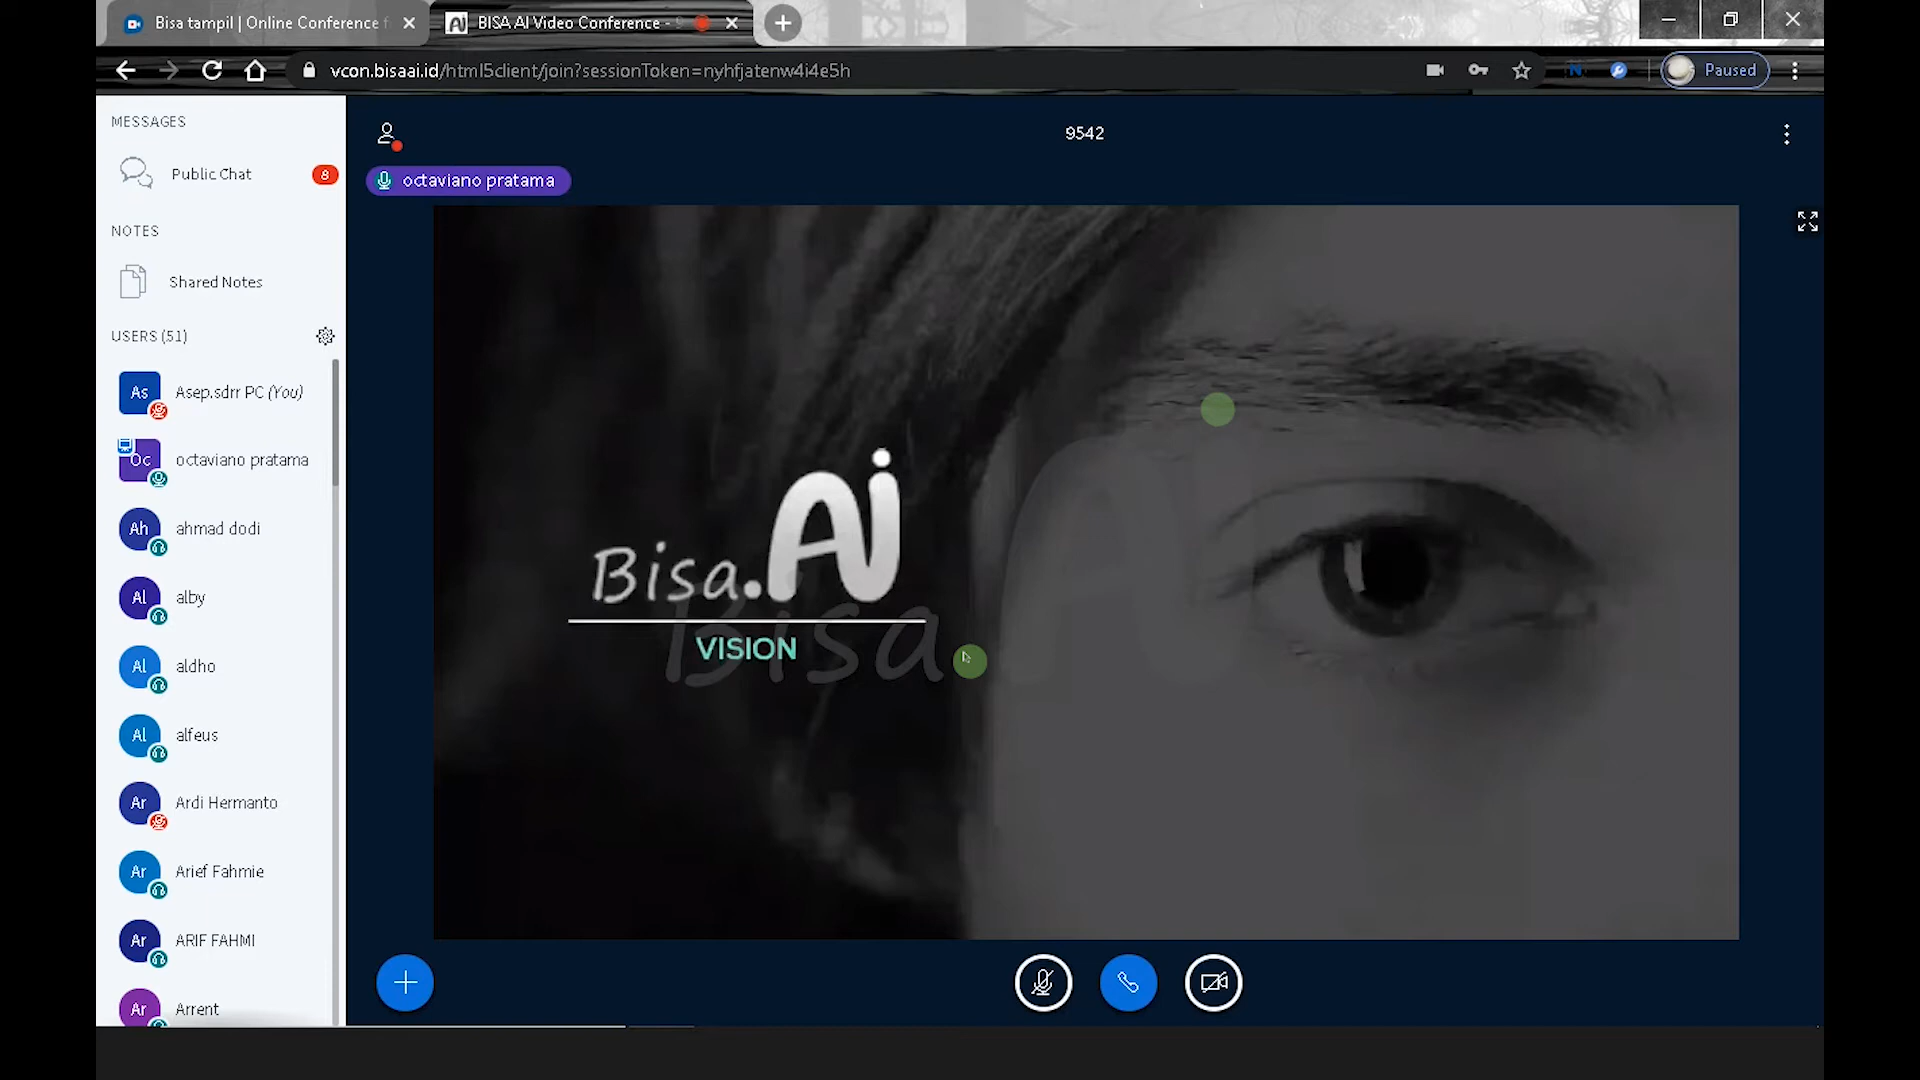 Bisa tampil | Online Conference f
BISA AI Video Conference -
vcon.bisaai.id/html5client/join?sessionToken=nyhfjatenw4i4e5h
N
Paused
MESSAGES
Public Chat
8
NOTES
Shared Notes
USERS (51)
As
Asep.sdrr PC (You)
Oc
octaviano pratama
Ah
ahmad dodi
Al
alby
Al
aldho
Al
alfeus
Ar
Ardi Hermanto
Ar
Arief Fahmie
Ar
ARIF FAHMI
Ar
Arrent
9542
octaviano pratama
Bisa.Ai
VISION
Bisa